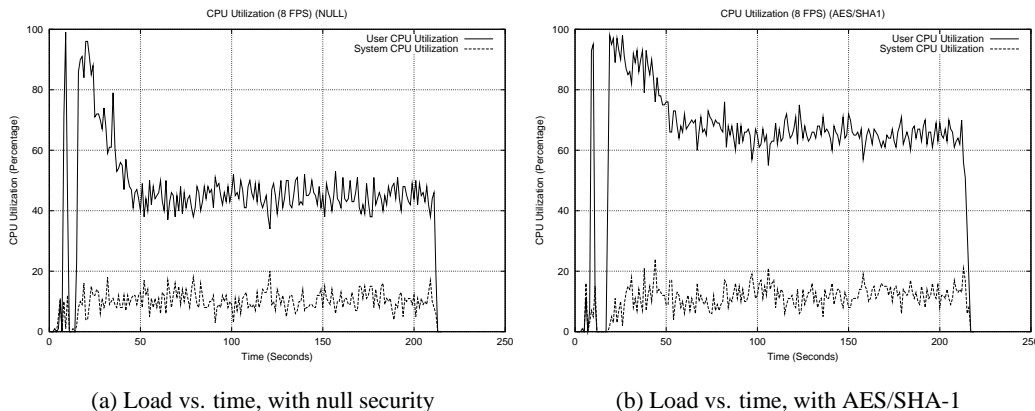 CPU Utilization (8 FPS) (NULL)
User CPU Utilization
System CPU Utilization
CPU Utilization (Percentage)
100
80
60
40
20
0
0 50 100 150 200 250
Time (Seconds)
(a) Load vs. time, with null security
CPU Utilization (8 FPS) (AES/SHA1)
User CPU Utilization
System CPU Utilization
CPU Utilization (Percentage)
100
80
60
40
20
0
0 50 100 150 200 250
Time (Seconds)
(b) Load vs. time, with AES/SHA-1